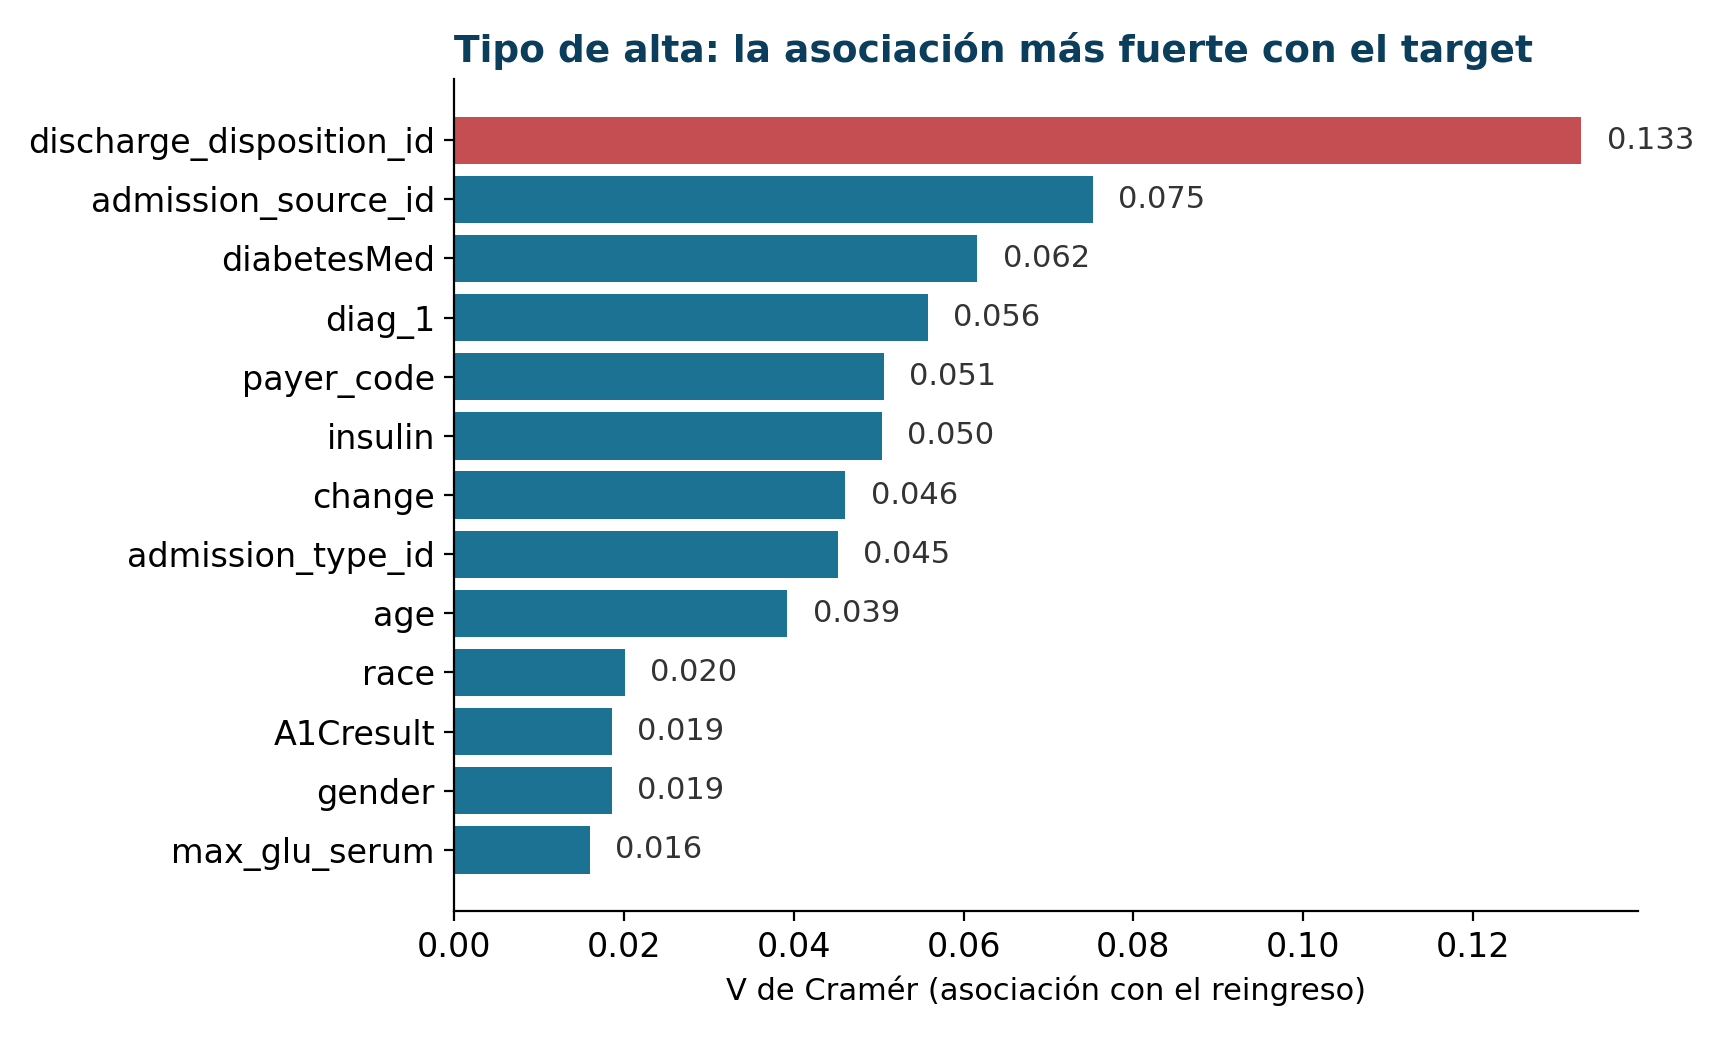 Tipo de alta: la asociación más fuerte con el target
discharge_disposition_id 0.133
admission_source_id 0.075
diabetesMed 0.062
diag_1 0.056
payer_code 0.051
insulin 0.050
change 0.046
admission_type_id 0.045
age 0.039
race 0.020
A1Cresult 0.019
gender 0.019
max_glu_serum 0.016
0.00 0.02 0.04 0.06 0.08 0.10 0.12
V de Cramér (asociación con el reingreso)